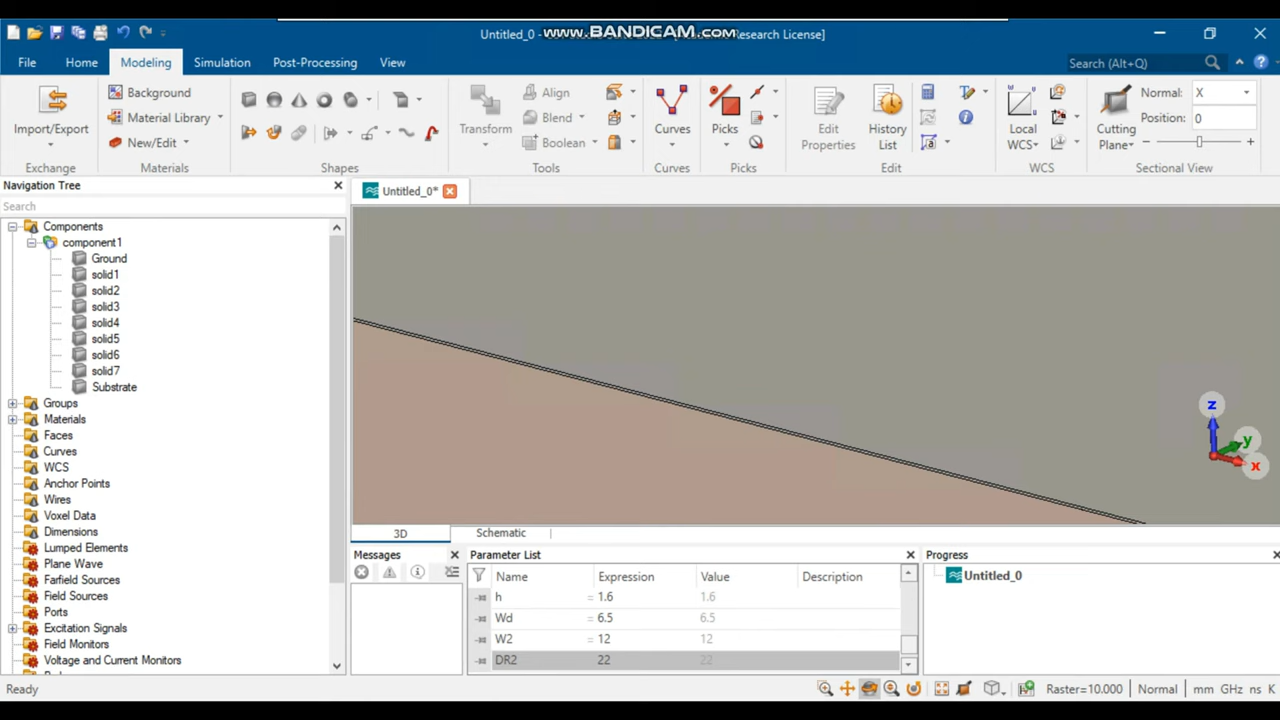 www.BANDICAM.com
Untitled_0 -
Research License]
File
Home
Modeling
Simulation
Post-Processing
View
Search (Alt+Q)
Import/Export
Exchange
Background
Material Library
New/Edit
Materials
Shapes
Transform
Align
Blend
Boolean
Tools
Curves
Curves
Picks
Picks
Edit
Properties
History
List
Edit
Local
WCS
WCS
Cutting
Plane
Normal: X
Position: 0
Sectional View
Navigation Tree
Search
Components
component1
Ground
solid1
solid2
solid3
solid4
solid5
solid6
solid7
Substrate
Groups
Materials
Faces
Curves
WCS
Anchor Points
Wires
Voxel Data
Dimensions
Lumped Elements
Plane Wave
Farfield Sources
Field Sources
Ports
Excitation Signals
Field Monitors
Voltage and Current Monitors
Untitled_0*
z
y
x
3D
Schematic
Messages
Parameter List
Name Expression Value Description
h = 1.6 1.6
Wd = 6.5 6.5
W2 = 12 12
DR2 22 22
Progress
Untitled_0
Ready
Raster=10.000 Normal mm GHz ns K